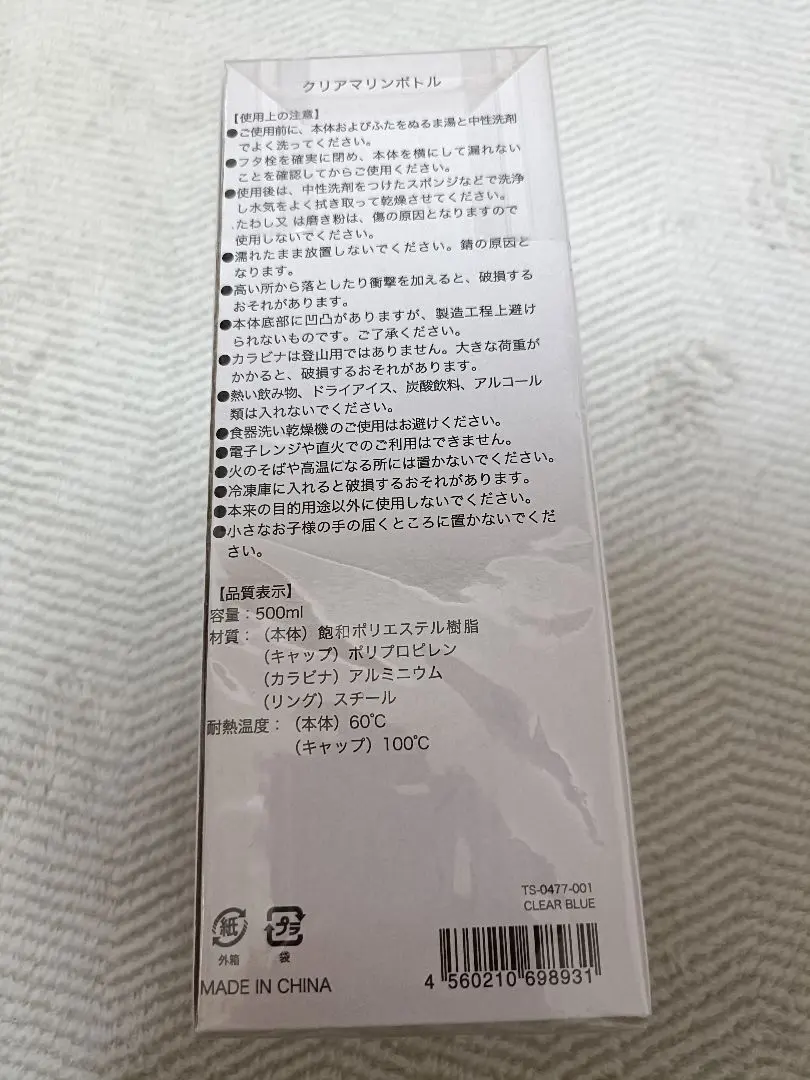 クリアマリンボトル
【使用上の注意】
●ご使用前に、本体およびふたをぬるま湯と中性洗剤
でよく洗ってください。
●フタ栓を確実に閉め、本体を横にして漏れない
ことを確認してからご使用ください。
●使用後は、中性洗剤をつけたスポンジなどで洗浄
し水気をよく拭き取って乾燥させてください。
たわし又は磨き粉は、傷の原因となりますので
使用しないでください。
●濡れたまま放置しないでください。錆の原因と
なります。
●高い所から落としたり衝撃を加えると、破損する
おそれがあります。
●本体底部に凹凸がありますが、製造工程上避け
られないものです。ご了承ください。
●カラビナは登山用ではありません。大きな荷重が
かかると、破損するおそれがあります。
●熱い飲み物、ドライアイス、炭酸飲料、アルコール
類は入れないでください。
●食器洗い乾燥機のご使用はお避けください。
●電子レンジや直火でのご利用はできません。
●火のそばや高温になる所には置かないでください。
●冷凍庫に入れると破損するおそれがあります。
●本来の目的用途以外に使用しないでください。
●小さなお子様の手の届くところに置かないでくだ
さい。
【品質表示】
容量：500ml
材質：（本体）飽和ポリエステル樹脂
（キャップ）ポリプロピレン
（カラビナ）アルミニウム
（リング）スチール
耐熱温度：（本体）60℃
（キャップ）100℃
TS-0477-001
CLEAR BLUE
紙 プラ
外箱 袋
MADE IN CHINA
4 560210 698931